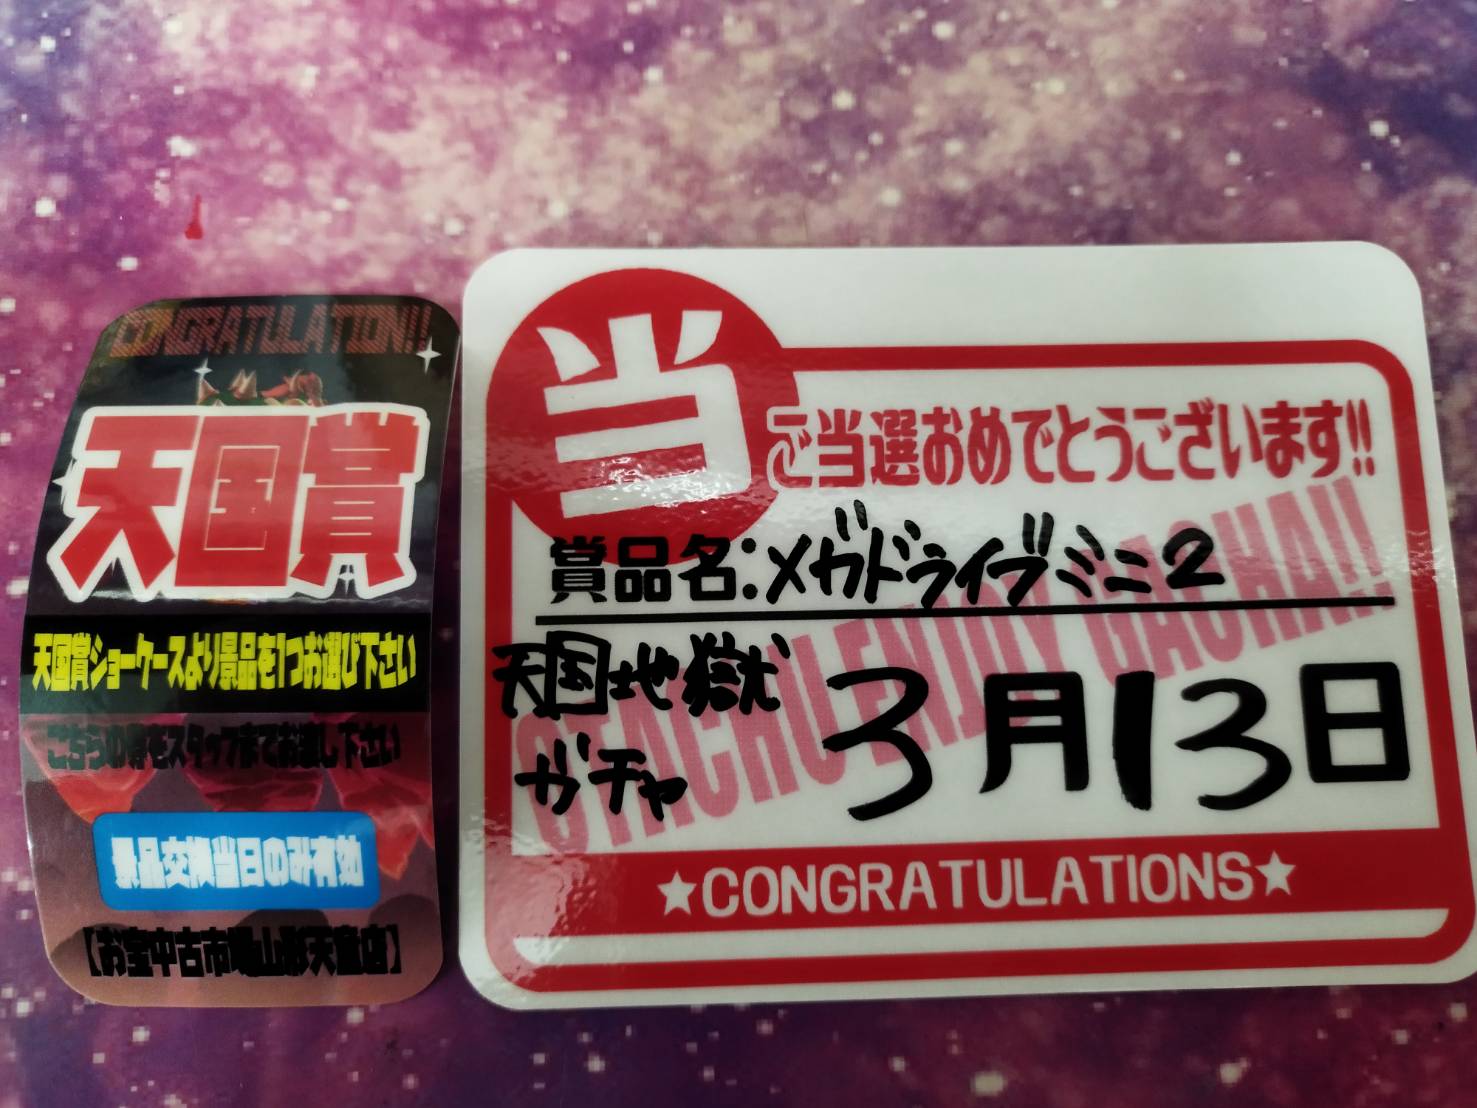 CONGRATULATION!!
天国賞
天国賞ショーケースより景品を1つお選び下さい
こちらの券をスタッフまでお渡し下さい
景品交換当日のみ有効
【お宝中古市場山形天童店】
当
ご当選おめでとうございます!!
賞品名:メガドライブミニ2
天国地獄
ガチャ
3月13日
OTACHU ENJOY GACHA!!
★CONGRATULATIONS★